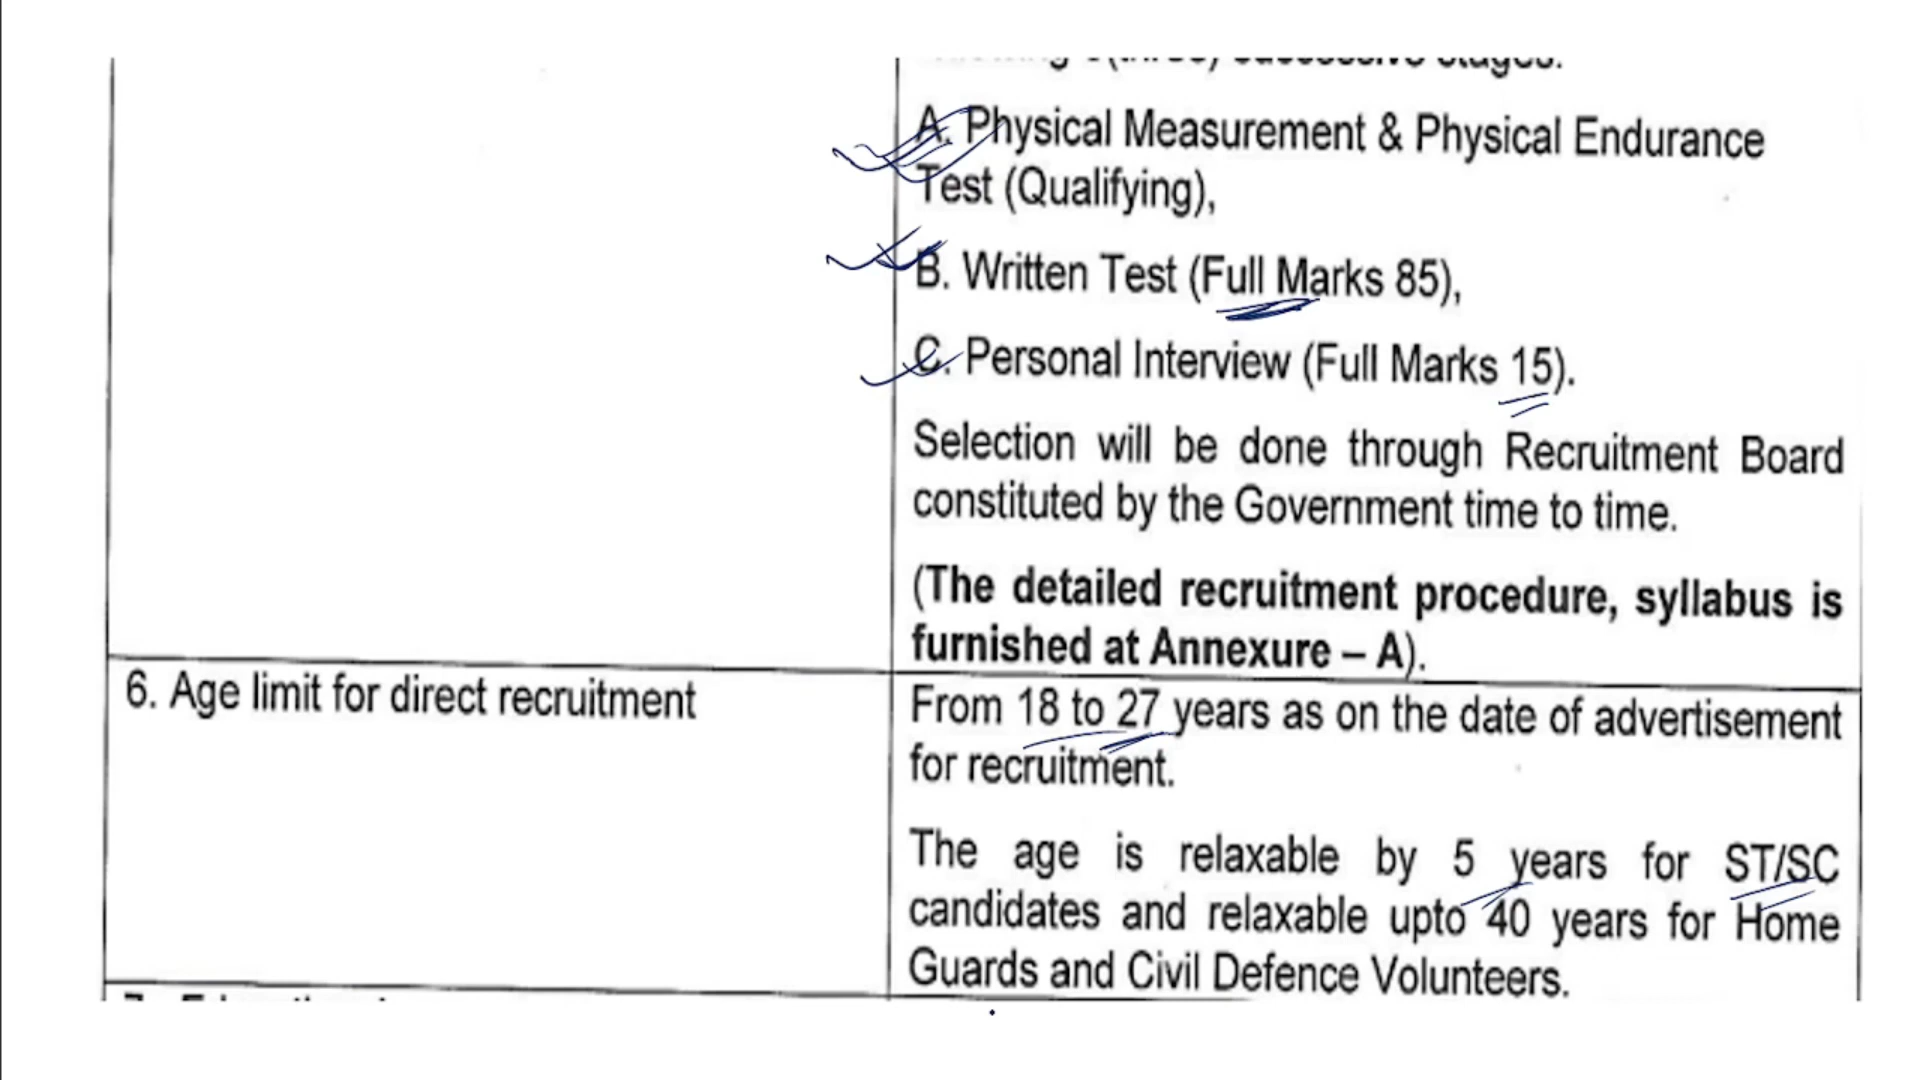 successive stages.
A. Physical Measurement & Physical Endurance
Test (Qualifying),
B. Written Test (Full Marks 85),
C. Personal Interview (Full Marks 15).
Selection will be done through Recruitment Board
constituted by the Government time to time.
(The detailed recruitment procedure, syllabus is
furnished at Annexure – A).
6. Age limit for direct recruitment
From 18 to 27 years as on the date of advertisement
for recruitment.
The age is relaxable by 5 years for ST/SC
candidates and relaxable upto 40 years for Home
Guards and Civil Defence Volunteers.